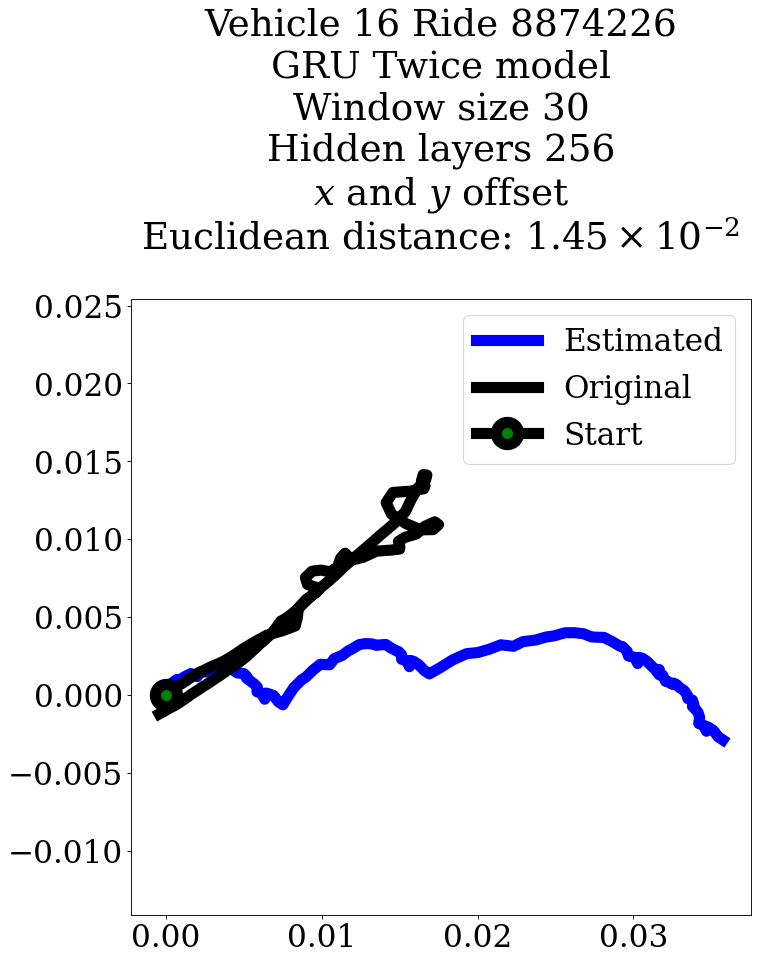 Vehicle 16 Ride 8874226
GRU Twice model
Window size 30
Hidden layers 256
x and y offset
Euclidean distance: 1.45 × 10⁻²
0.025
0.020
0.015
0.010
0.005
0.000
−0.005
−0.010
Estimated
Original
Start
0.00 0.01 0.02 0.03